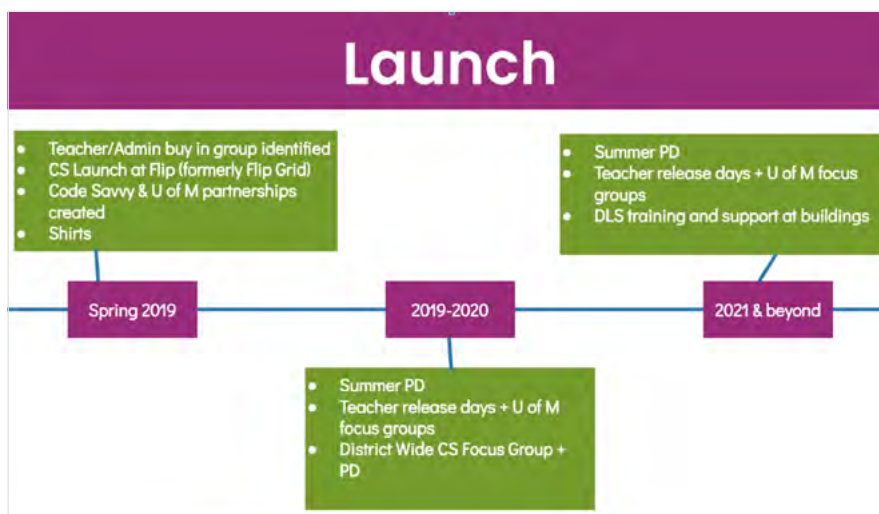 Launch
• Teacher/Admin buy in group identified
• CS Launch at Flip (formerly Flip Grid)
• Code Savvy & U of M partnerships
created
• Shirts
• Summer PD
• Teacher release days + U of M focus
groups
• DLS training and support at buildings
Spring 2019
2019-2020
2021 & beyond
• Summer PD
• Teacher release days + U of M
focus groups
• District Wide CS Focus Group +
PD